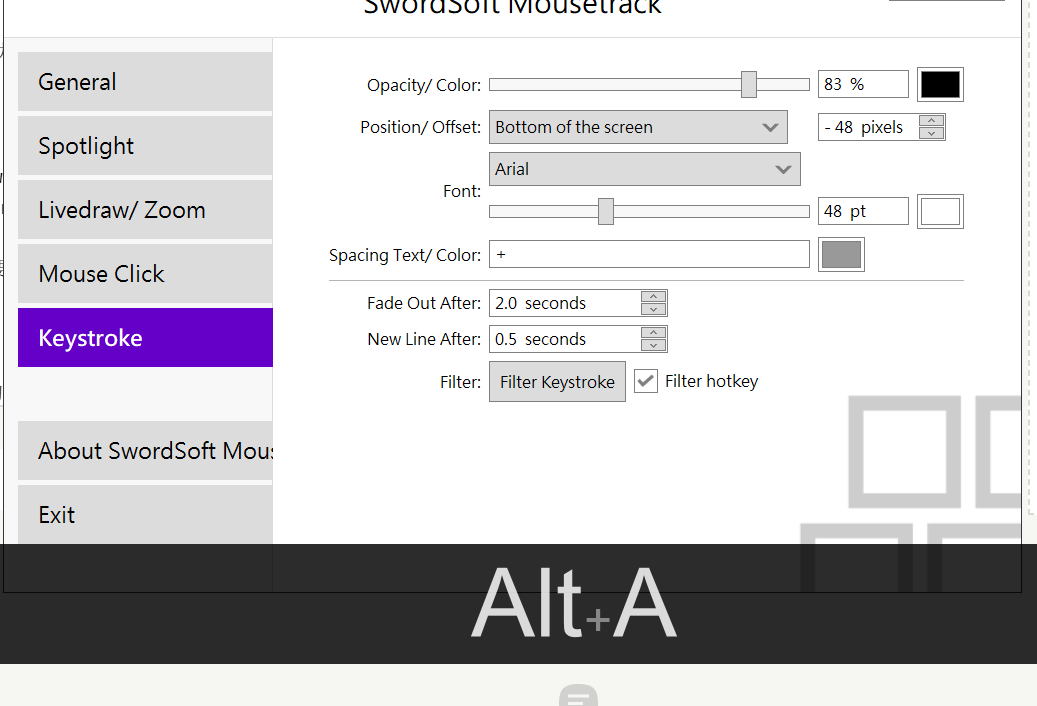 SwordSoft Mousetrack
General
Spotlight
Livedraw/ Zoom
Mouse Click
Keystroke
About SwordSoft Mous
Exit
Opacity/ Color: 83 %
Position/ Offset: Bottom of the screen - 48 pixels
Arial
Font:
48 pt
Spacing Text/ Color: +
Fade Out After: 2.0 seconds
New Line After: 0.5 seconds
Filter: Filter Keystroke Filter hotkey
Alt+A